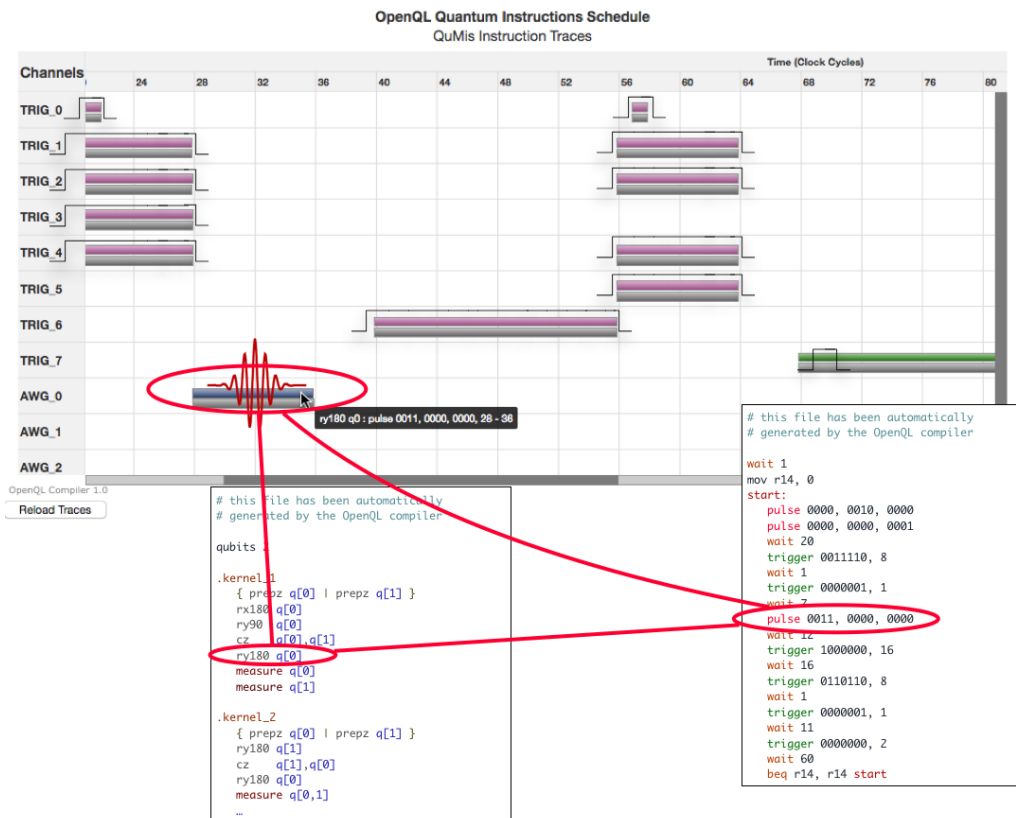 OpenQL Quantum Instructions Schedule
QuMis Instruction Traces
Time (Clock Cycles)
Channels
24 28 32 36 40 44 48 52 56 60 64 68 72 76 80
TRIG_0
TRIG_1
TRIG_2
TRIG_3
TRIG_4
TRIG_5
TRIG_6
TRIG_7
AWG_0
ry180 q0 : pulse 0011, 0000, 0000, 28 - 36
AWG_1
AWG_2
OpenQL Compiler 1.0
Reload Traces
# this file has been automatically
# generated by the OpenQL compiler
qubits
.kernel_1
{ prepz q[0] | prepz q[1] }
rx180 q[0]
ry90 q[0]
cz q[0],q[1]
ry180 q[0]
measure q[0]
measure q[1]
.kernel_2
{ prepz q[0] | prepz q[1] }
ry180 q[1]
cz q[1],q[0]
ry180 q[0]
measure q[0,1]
…
# this file has been automatically
# generated by the OpenQL compiler
wait 1
mov r14, 0
start:
pulse 0000, 0010, 0000
pulse 0000, 0000, 0001
wait 20
trigger 0011110, 8
wait 1
trigger 0000001, 1
wait 7
pulse 0011, 0000, 0000
wait 12
trigger 1000000, 16
wait 16
trigger 0110110, 8
wait 1
trigger 0000001, 1
wait 11
trigger 0000000, 2
wait 60
beq r14, r14 start